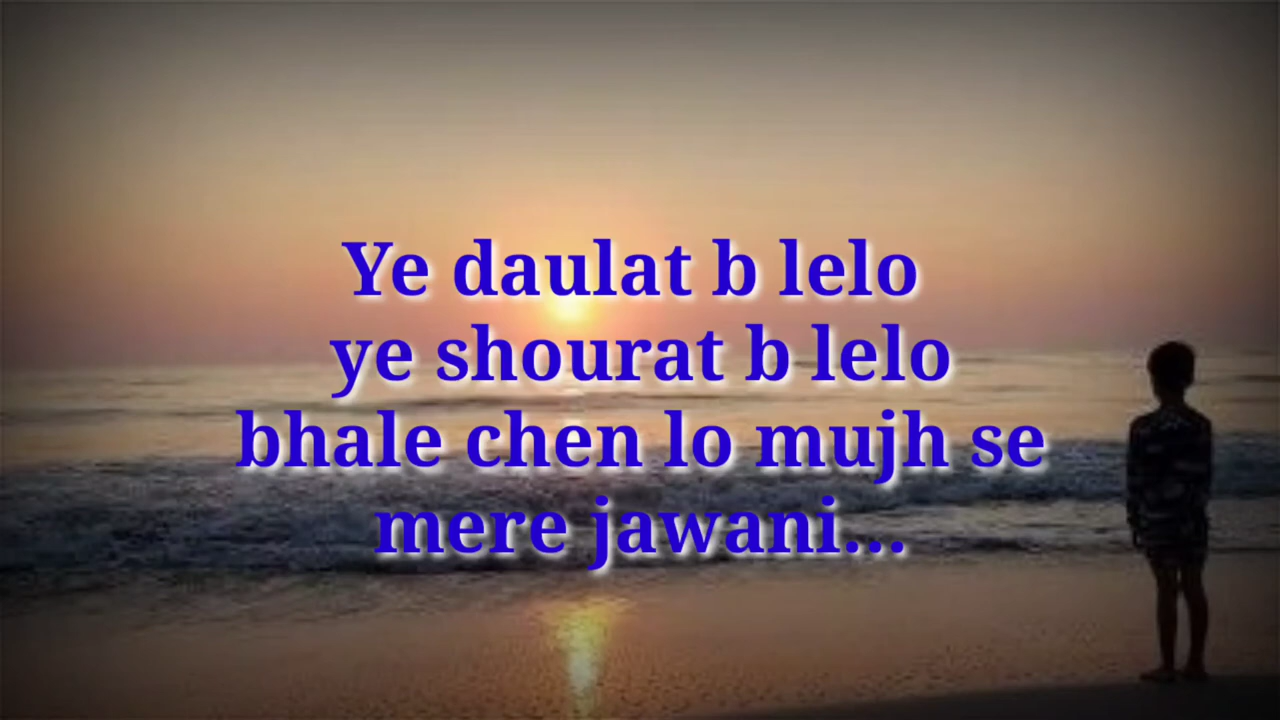 Ye daulat b lelo
ye shourat b lelo
bhale chen lo mujh se
mere jawani...